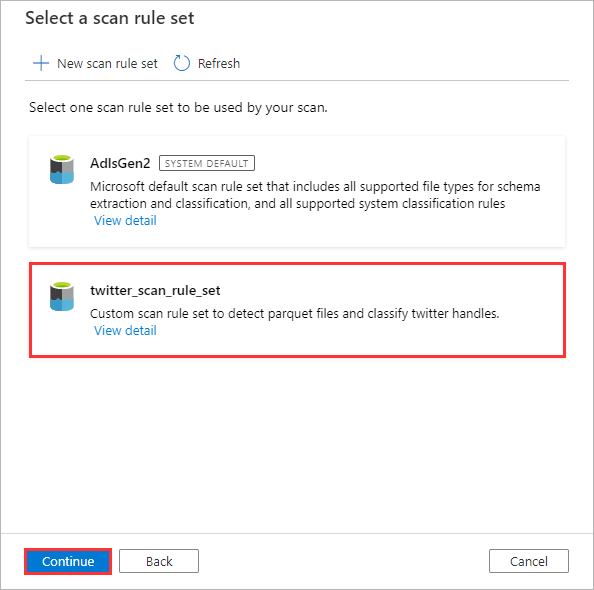 Select a scan rule set
New scan rule set Refresh
Select one scan rule set to be used by your scan.
AdlsGen2 SYSTEM DEFAULT
Microsoft default scan rule set that includes all supported file types for schema
extraction and classification, and all supported system classification rules
View detail
twitter_scan_rule_set
Custom scan rule set to detect parquet files and classify twitter handles.
View detail
Continue Back Cancel